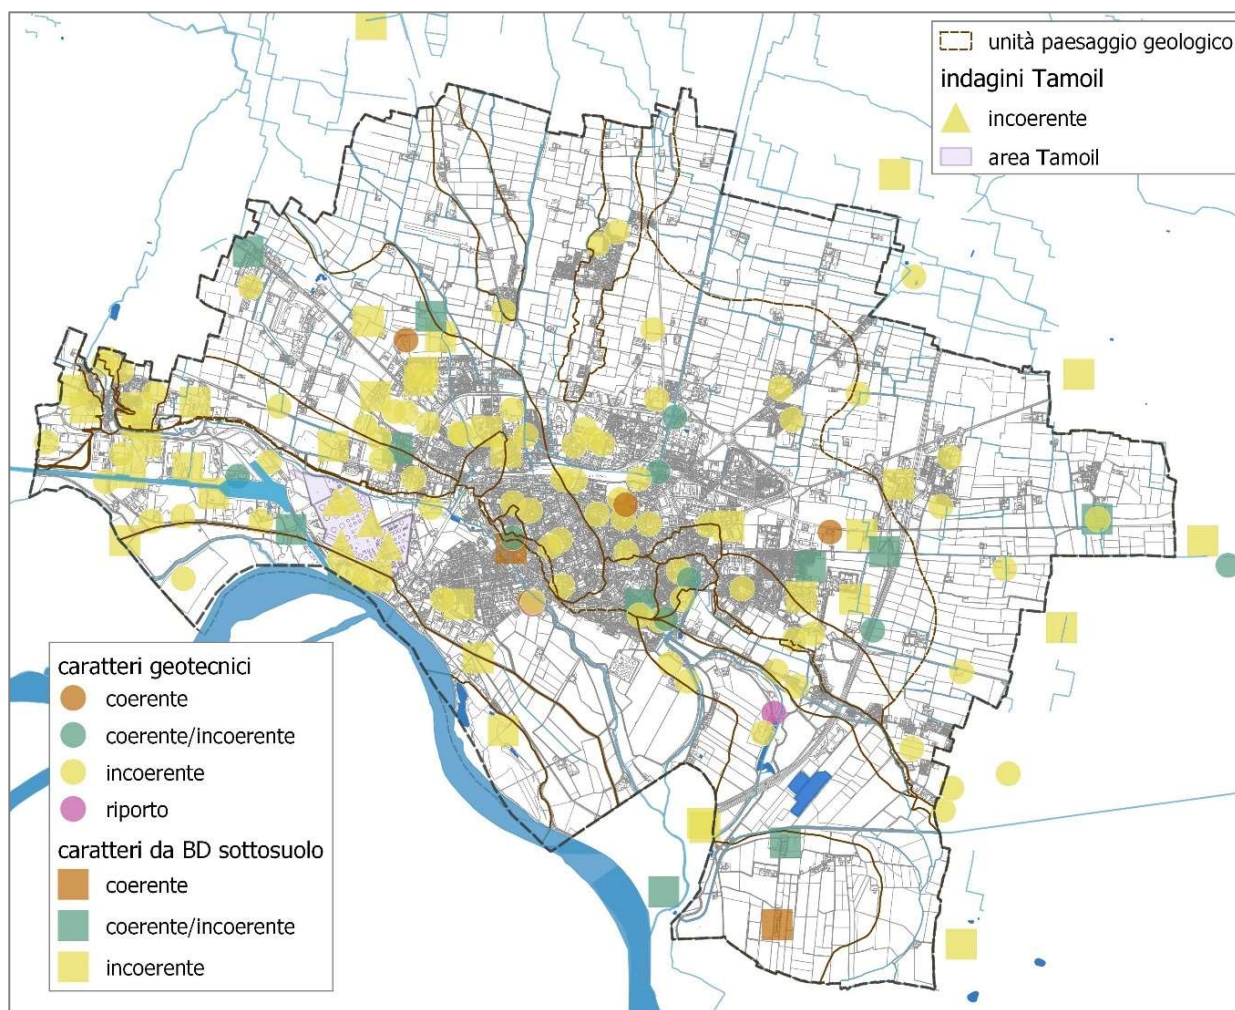 unità paesaggio geologico
indagini Tamoil
incoerente
area Tamoil
caratteri geotecnici
coerente
coerente/incoerente
incoerente
riporto
caratteri da BD sottosuolo
coerente
coerente/incoerente
incoerente